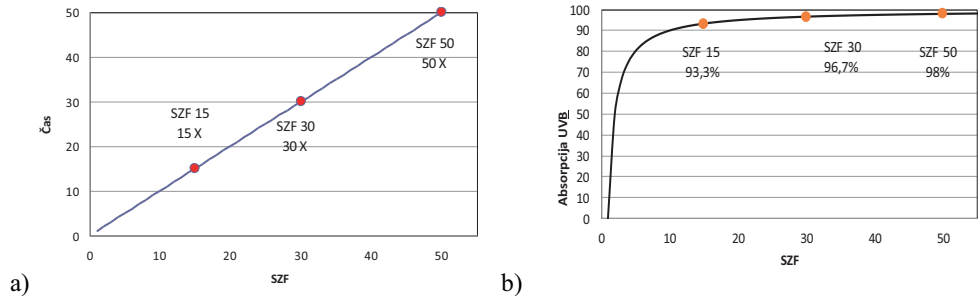 50
40
30
20
10
0
Čas
SZF 50
50 X
SZF 15
15 X
SZF 30
30 X
0 10 20 30 40 50
SZF
a)
100
90
80
70
60
50
40
30
20
10
0
Absorpcija UVB
SZF 15
93,3%
SZF 30
96,7%
SZF 50
98%
0 10 20 30 40 50
SZF
b)